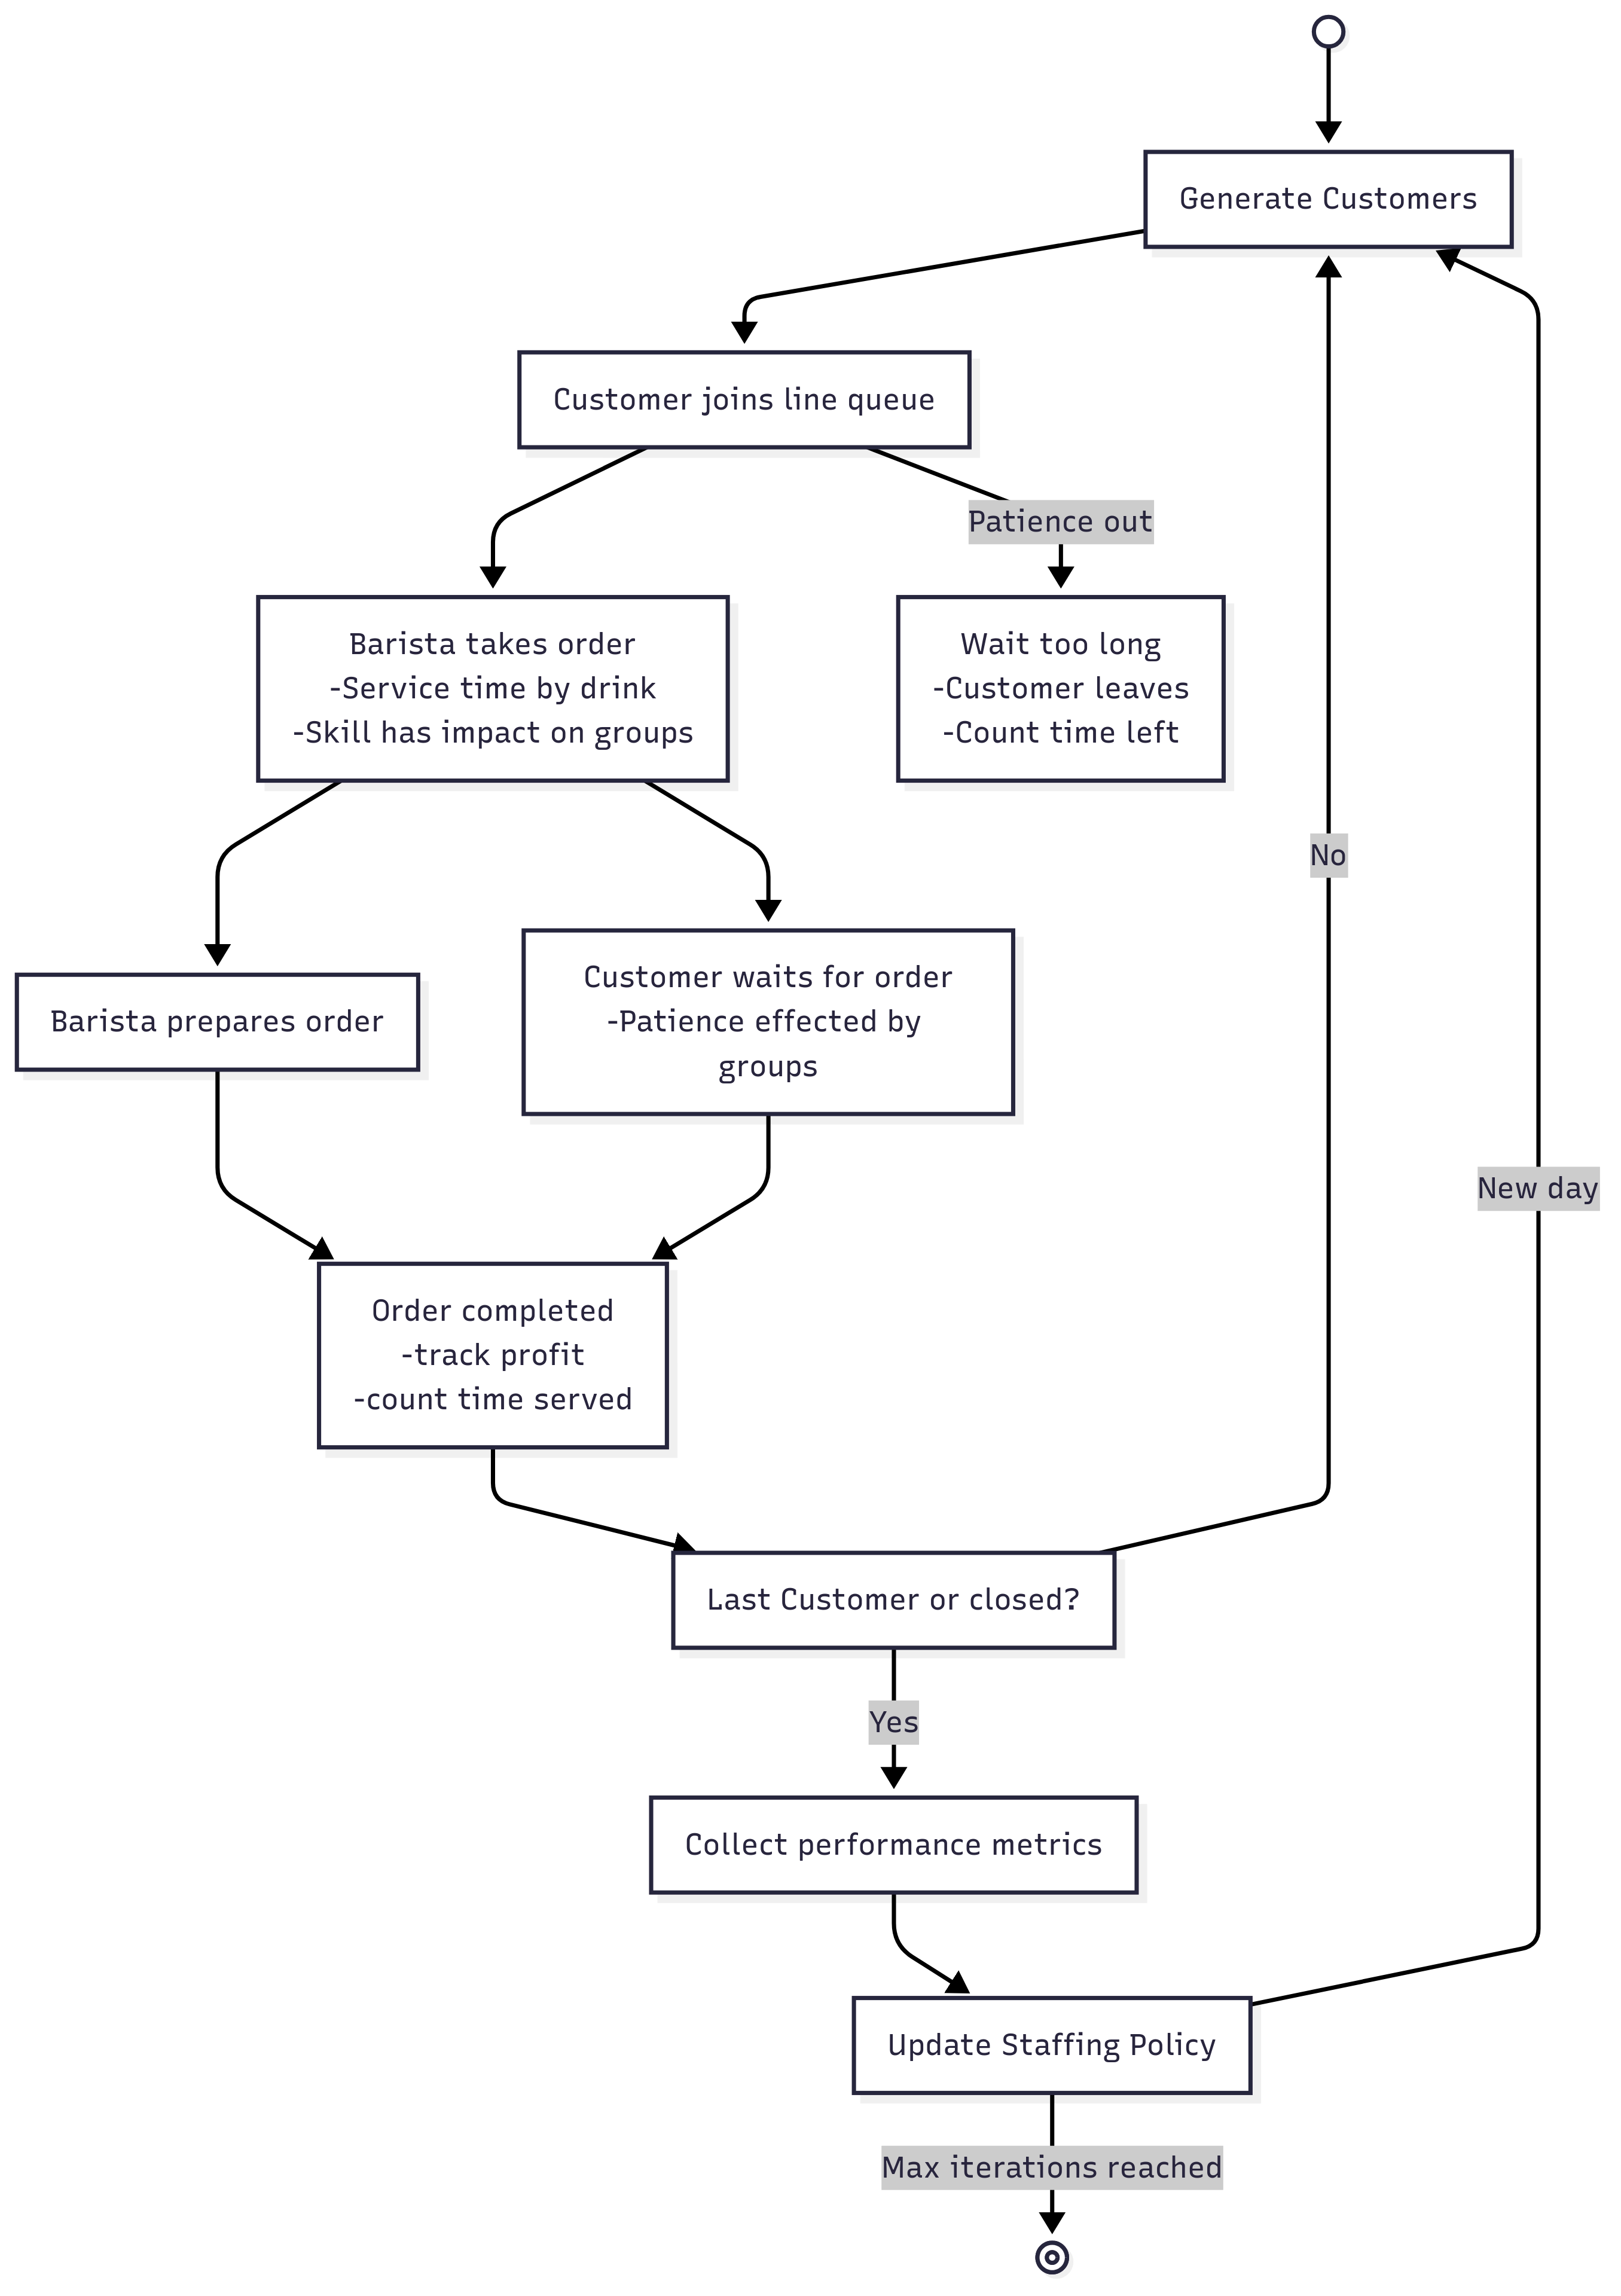 Generate Customers
Customer joins line queue
Patience out
Barista takes order
-Service time by drink
-Skill has impact on groups
Wait too long
-Customer leaves
-Count time left
No
Barista prepares order
Customer waits for order
-Patience effected by
groups
New day
Order completed
-track profit
-count time served
Last Customer or closed?
Yes
Collect performance metrics
Update Staffing Policy
Max iterations reached